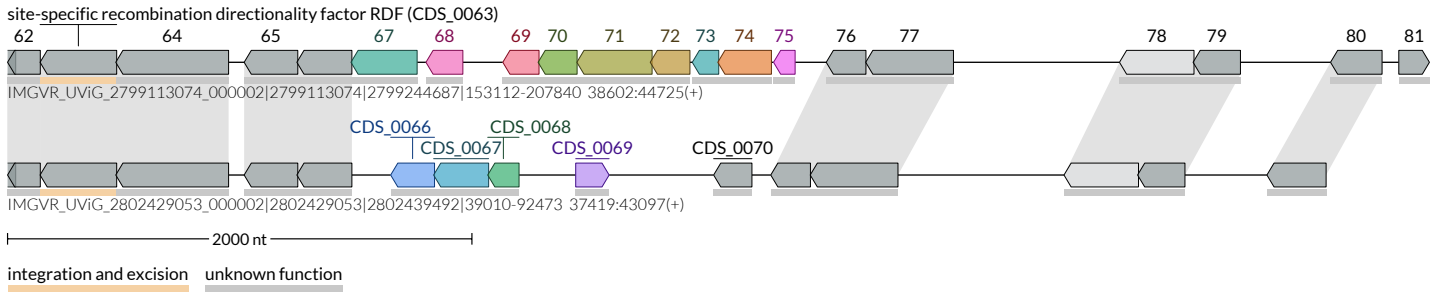 site-specific recombination directionality factor RDF (CDS_0063)
62 64 65 67 68 69 70 71 72 73 74 75 76 77 78 79 80 81
IMGVR_UViG_2799113074_000002|2799113074|2799244687|153112-207840 38602:44725(+)
CDS_0066 CDS_0068
CDS_0067 CDS_0069 CDS_0070
IMGVR_UViG_2802429053_000002|2802429053|2802439492|39010-92473 37419:43097(+)
2000 nt
integration and excision unknown function